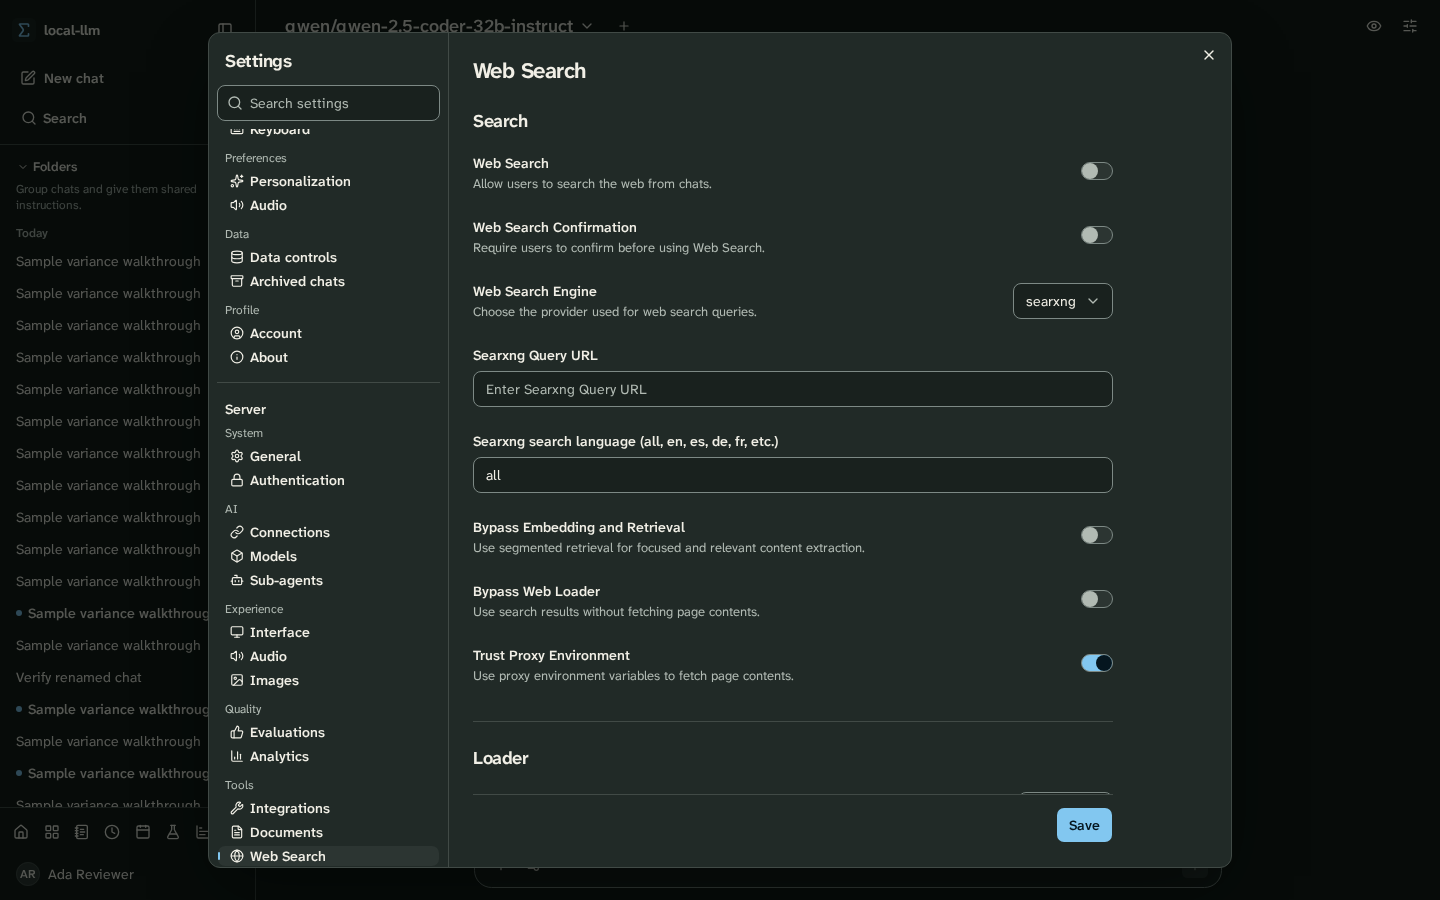 local-llm
qwen/qwen-2.5-coder-32b-instruct
New chat
Search
Folders
Group chats and give them shared
instructions.
Today
Sample variance walkthrough
Sample variance walkthrough
Sample variance walkthrough
Sample variance walkthrough
Sample variance walkthrough
Sample variance walkthrough
Sample variance walkthrough
Sample variance walkthrough
Sample variance walkthrough
Sample variance walkthrough
Sample variance walkthrough
Sample variance walkthroug
Sample variance walkthrough
Verify renamed chat
Sample variance walkthroug
Sample variance walkthrough
Sample variance walkthroug
Sample variance walkthrough
AR
Ada Reviewer
Settings
Search settings
Keyboard
Preferences
Personalization
Audio
Data
Data controls
Archived chats
Profile
Account
About
Server
System
General
Authentication
AI
Connections
Models
Sub-agents
Experience
Interface
Audio
Images
Quality
Evaluations
Analytics
Tools
Integrations
Documents
Web Search
Web Search
Search
Web Search
Allow users to search the web from chats.
Web Search Confirmation
Require users to confirm before using Web Search.
Web Search Engine
Choose the provider used for web search queries.
searxng
Searxng Query URL
Enter Searxng Query URL
Searxng search language (all, en, es, de, fr, etc.)
all
Bypass Embedding and Retrieval
Use segmented retrieval for focused and relevant content extraction.
Bypass Web Loader
Use search results without fetching page contents.
Trust Proxy Environment
Use proxy environment variables to fetch page contents.
Loader
Save